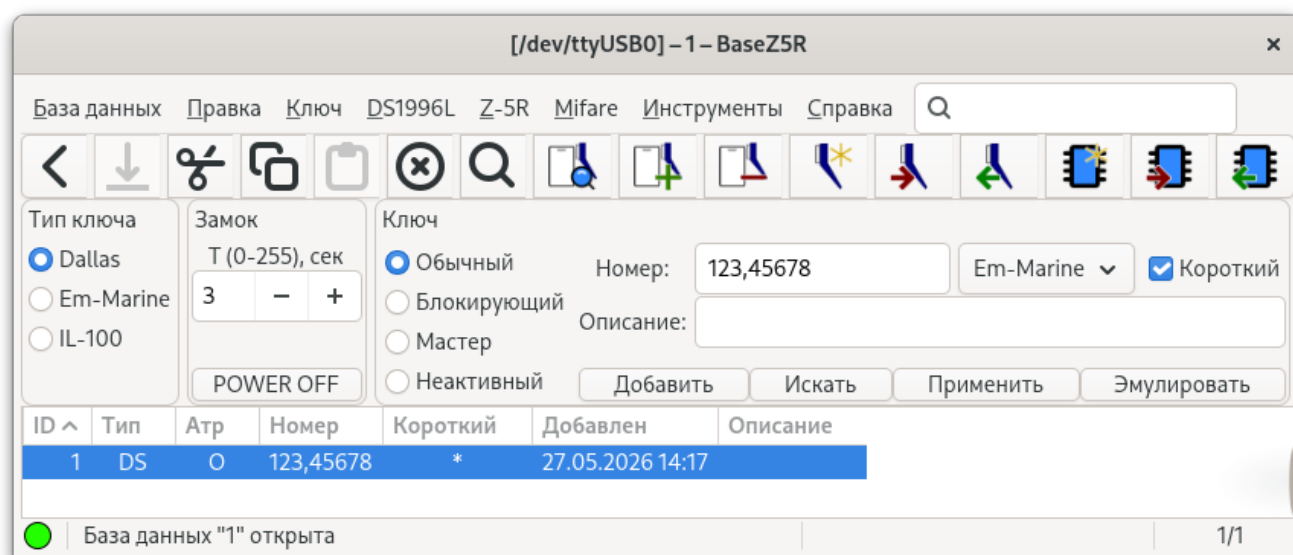 [/dev/ttyUSB0] – 1 – BaseZ5R
База данных Правка Ключ DS1996L Z-5R Mifare Инструменты Справка
Тип ключа
Dallas
Em-Marine
IL-100
Замок
T (0-255), сек
3
POWER OFF
Ключ
Обычный
Блокирующий
Мастер
Неактивный
Номер: 123,45678 Em-Marine Короткий
Описание:
Добавить Искать Применить Эмулировать
ID Тип Атр Номер Короткий Добавлен Описание
1 DS O 123,45678 * 27.05.2026 14:17
База данных "1" открыта 1/1